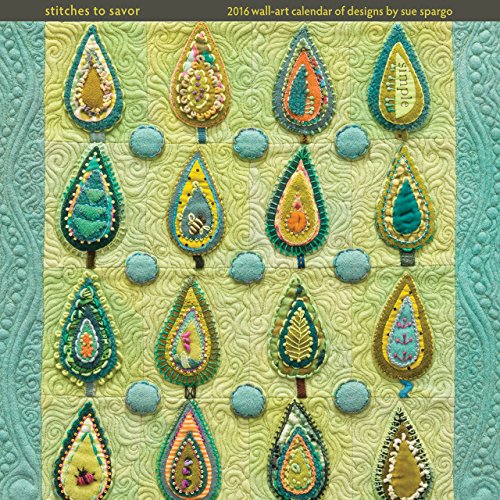 stitches to savor
2016 wall-art calendar of designs by sue spargo
simple